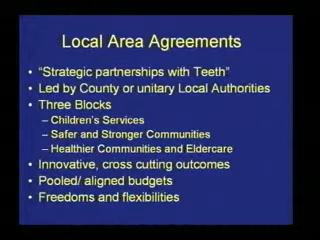 Local Area Agreements
• “Strategic partnerships with Teeth”
• Led by County or unitary Local Authorities
• Three Blocks
– Children's Services
– Safer and Stronger Communities
– Healthier Communities and Eldercare
• Innovative, cross cutting outcomes
• Pooled/ aligned budgets
• Freedoms and flexibilities